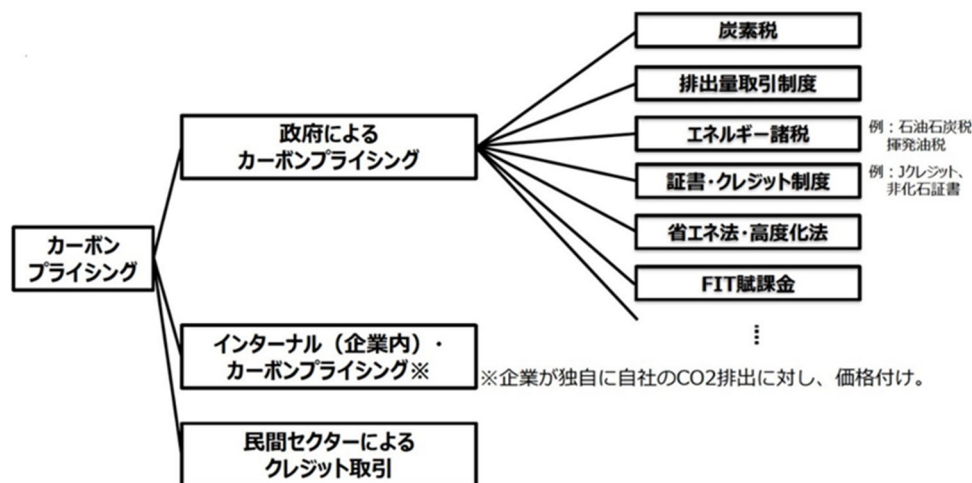 炭素税
排出量取引制度
政府による
カーボンプライシング
エネルギー諸税
例：石油石炭税
揮発油税
証書・クレジット制度
例：Jクレジット、
非化石証書
省エネ法・高度化法
カーボン
プライシング
FIT賦課金
インターナル（企業内）・
カーボンプライシング※
※企業が独自に自社のCO2排出に対し、価格付け。
民間セクターによる
クレジット取引